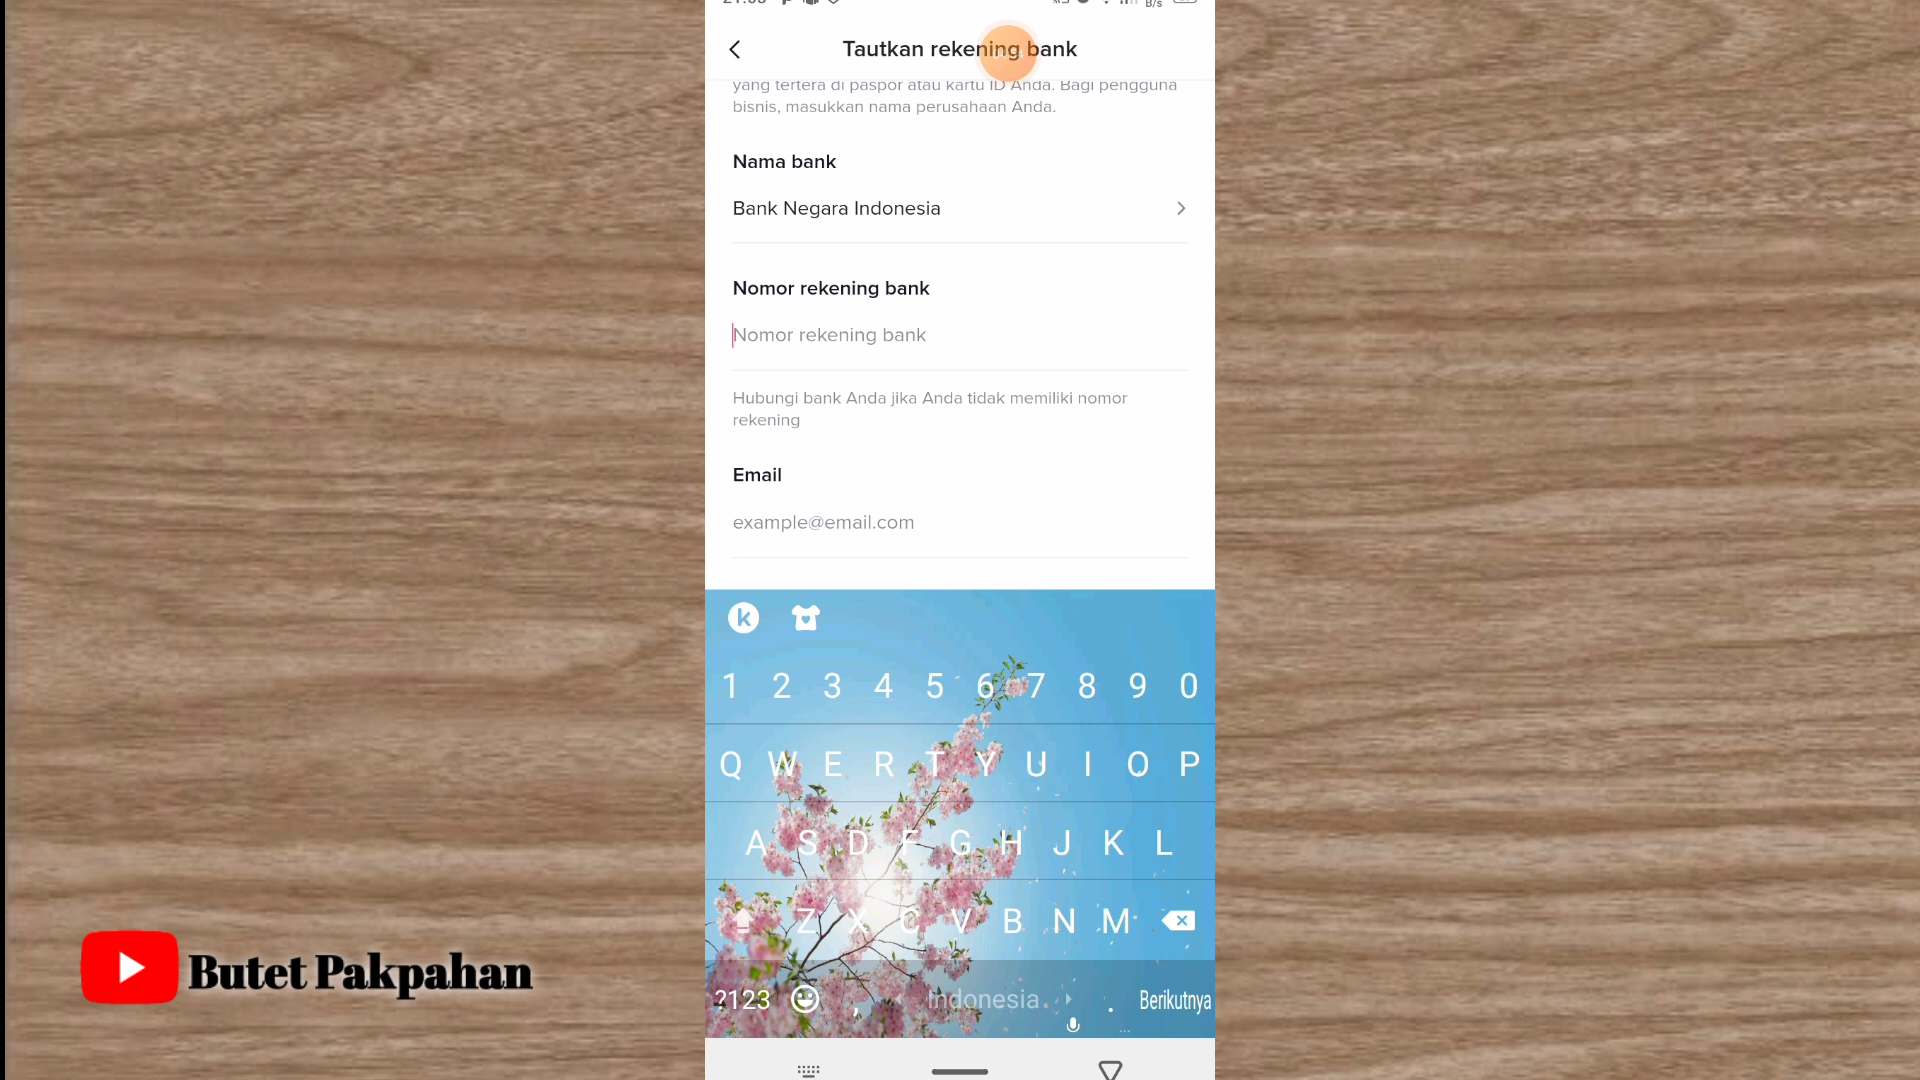 Tautkan rekening bank
yang tertera di paspor atau kartu ID Anda. Bagi pengguna
bisnis, masukkan nama perusahaan Anda.
Nama bank
Bank Negara Indonesia
Nomor rekening bank
Nomor rekening bank
Hubungi bank Anda jika Anda tidak memiliki nomor
rekening
Email
example@email.com
1 2 3 4 5 6 7 8 9 0
Q W E R T Y U I O P
A S D F G H J K L
Z X C V B N M
?123 , Indonesia . Berikutnya
Butet Pakpahan